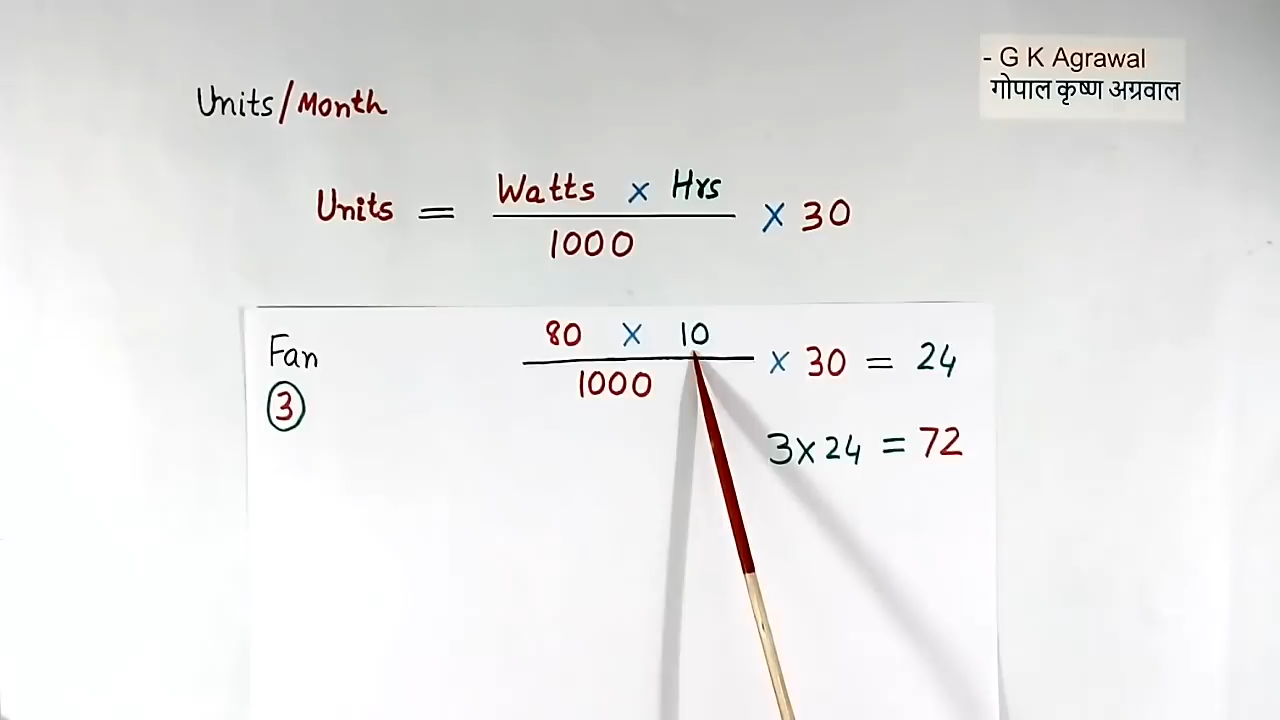 - G K Agrawal
गोपाल कृष्ण अग्रवाल
Units/Month
Units = Watts x Hrs / 1000 x 30
Fan
3
80 x 10 / 1000 x 30 = 24
3x24 = 72